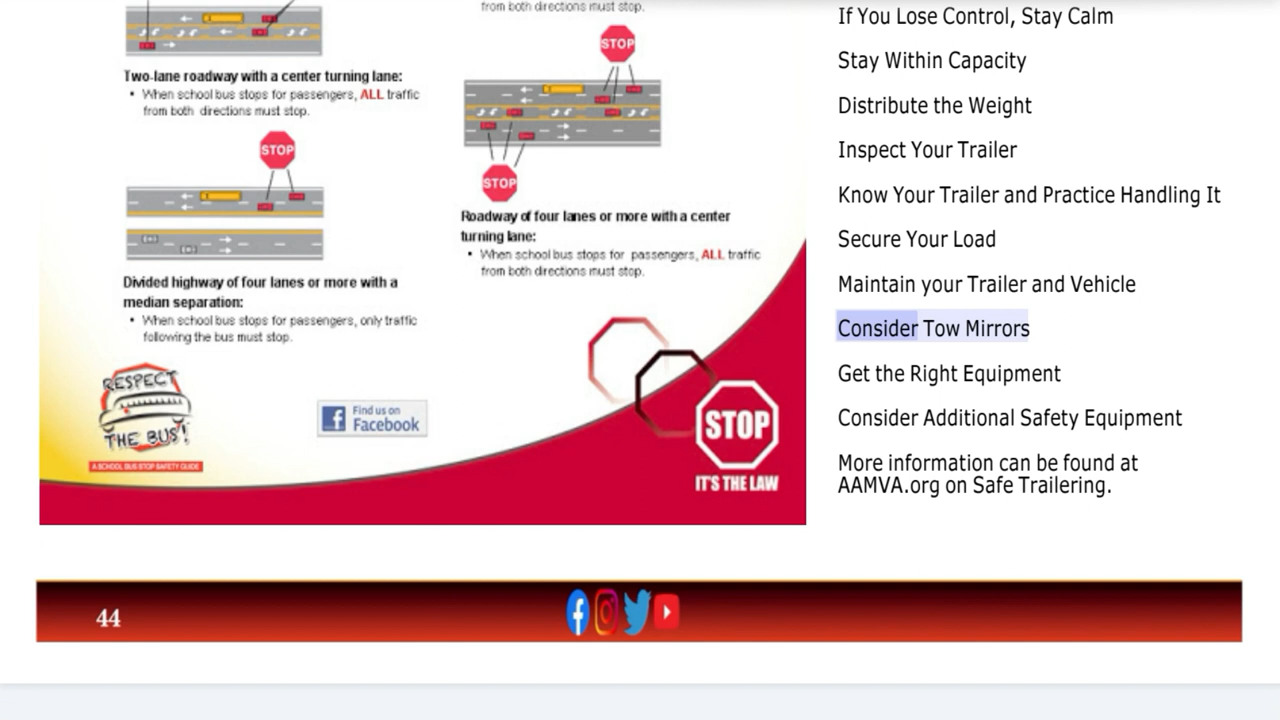 Two-lane roadway with a center turning lane:
• When school bus stops for passengers, ALL traffic
from both directions must stop.
STOP
Divided highway of four lanes or more with a
median separation:
• When school bus stops for passengers, only traffic
following the bus must stop.
RESPECT
THE BUS!
A SCHOOL BUS STOP SAFETY GUIDE
Find us on
Facebook
from both directions must stop.
STOP
STOP
Roadway of four lanes or more with a center
turning lane:
• When school bus stops for passengers, ALL traffic
from both directions must stop.
STOP
IT'S THE LAW
If You Lose Control, Stay Calm
Stay Within Capacity
Distribute the Weight
Inspect Your Trailer
Know Your Trailer and Practice Handling It
Secure Your Load
Maintain your Trailer and Vehicle
Consider Tow Mirrors
Get the Right Equipment
Consider Additional Safety Equipment
More information can be found at
AAMVA.org on Safe Trailering.
44